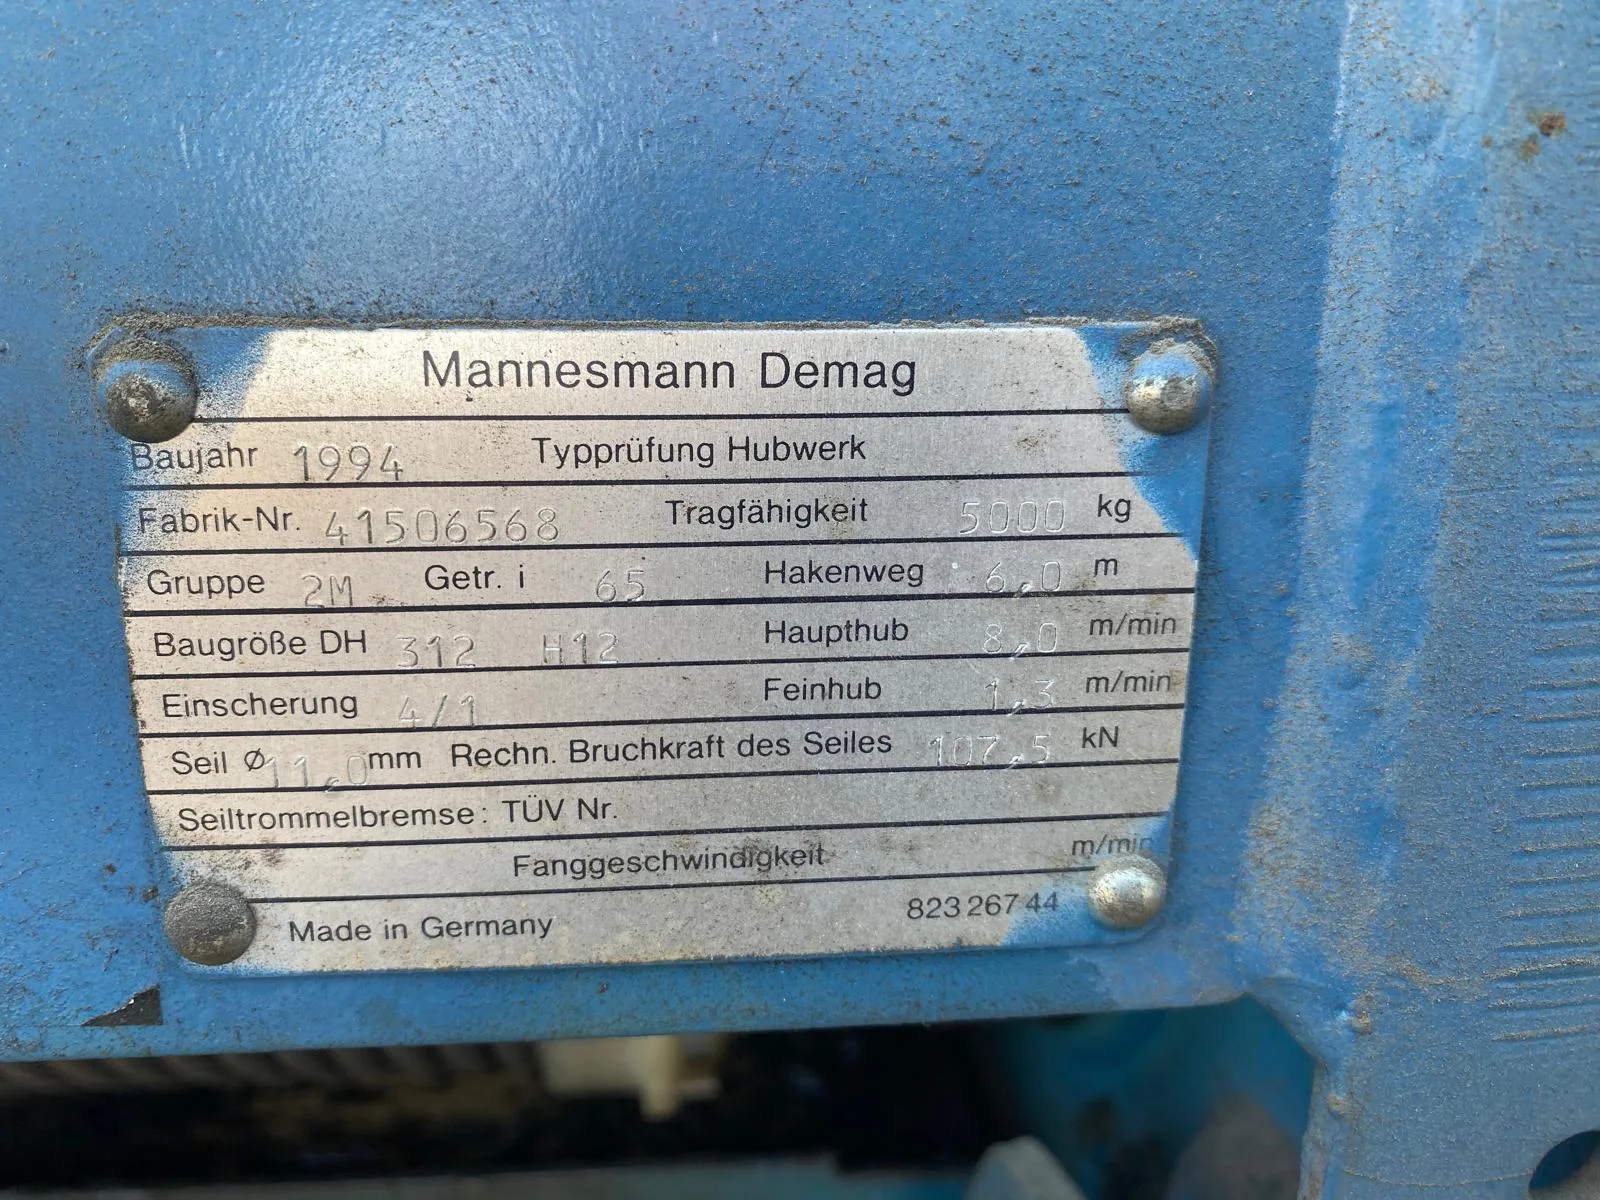 Mannesmann Demag
Baujahr 1994 Typprüfung Hubwerk
Fabrik-Nr. 41506568 Tragfähigkeit 5000 kg
Gruppe 2M Getr. i 65 Hakenweg 6,0 m
Baugröße DH 312 H12 Haupthub 8,0 m/min
Einscherung 4/1 Feinhub 1,3 m/min
Seil Ø 11,0 mm Rechn. Bruchkraft des Seiles 107,5 kN
Seiltrommelbremse: TÜV Nr.
Fanggeschwindigkeit m/min
Made in Germany 823 267 44